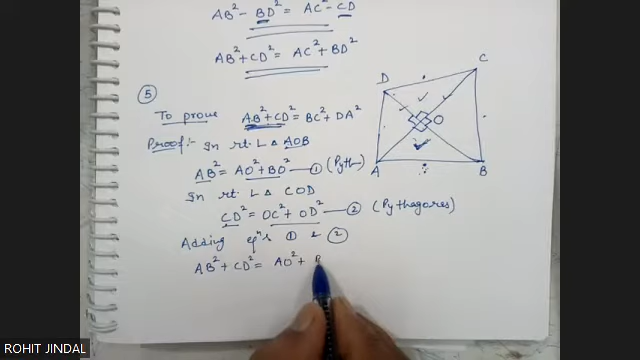 AB² - BD² = AC² - CD²
AB² + CD² = AC² + BD²
5
To prove AB² + CD² = BC² + DA²
Proof :- In rt. L Δ AOB
AB² = AO² + BO² — 1 (Pyth)
In rt. L Δ COD
CD² = OC² + OD² — 2 (Pythagores)
Adding eqⁿs 1 & 2
AB² + CD² = AO² +
D
C
O
A
B
ROHIT JINDAL